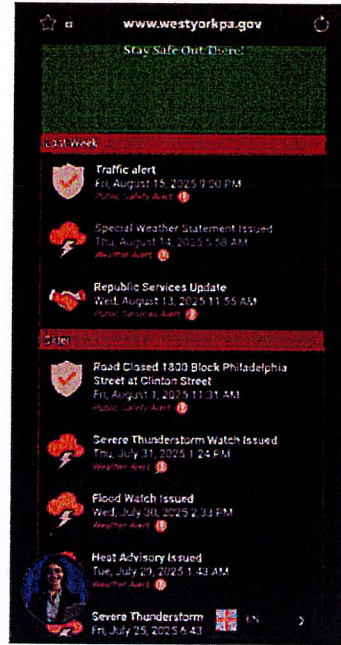 www.westyorkpa.gov
Stay Safe Out There!
Last Week
Traffic alert
Fri, August 15, 2025 9:00 PM
Public Safety Alert
Special Weather Statement Issued
Thu, August 14, 2025 5:58 AM
Weather Alert
Republic Services Update
Wed, August 13, 2025 11:56 AM
Public Services Alert
Older
Road Closed 1800 Block Philadelphia
Street at Clinton Street
Fri, August 1, 2025 11:31 AM
Public Safety Alert
Severe Thunderstorm Watch Issued
Thu, July 31, 2025 1:24 PM
Weather Alert
Flood Watch Issued
Wed, July 30, 2025 2:33 PM
Weather Alert
Heat Advisory Issued
Tue, July 29, 2025 1:43 AM
Weather Alert
Severe Thunderstorm
EN
Fri, July 25, 2025 6:43